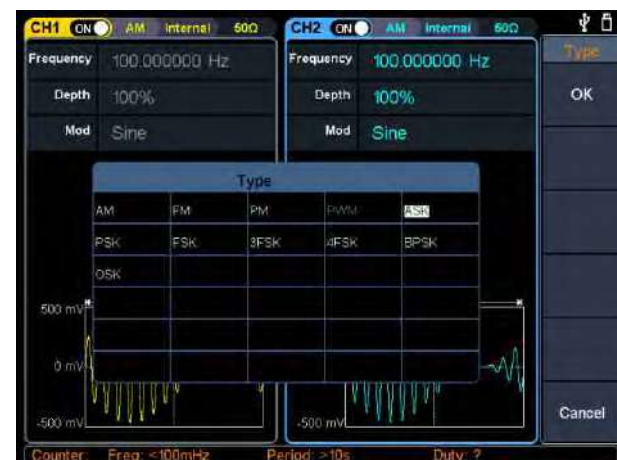 CH1 ON AM Internal 50Ω CH2 ON AM Internal 50Ω
Frequency 100.000000 Hz Frequency 100.000000 Hz Type
Depth 100% Depth 100% OK
Mod Sine Mod Sine
Type
AM FM PM PWM ASK
PSK FSK 3FSK 4FSK BPSK
OSK
500 mV
0 mV
-500 mV -500 mV Cancel
Counter: Freq: <100mHz Period: >10s Duty: ?